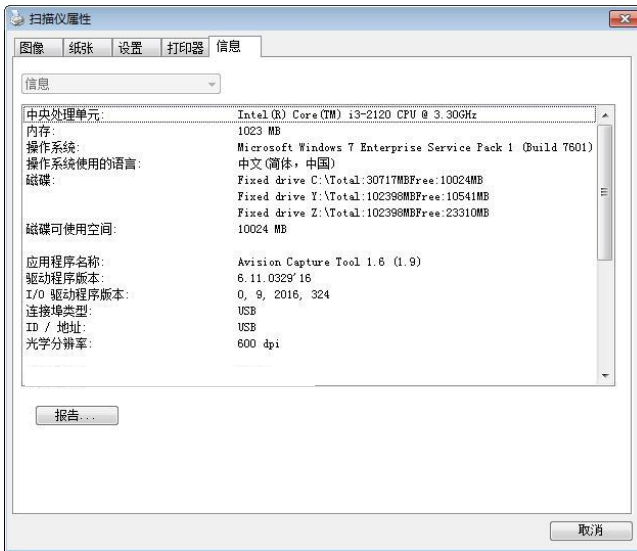 扫描仪属性
图像 纸张 设置 打印器 信息
信息
中央处理单元: Intel(R) Core(TM) i3-2120 CPU @ 3.30GHz
内存: 1023 MB
操作系统: Microsoft Windows 7 Enterprise Service Pack 1 (Build 7601)
操作系统使用的语言: 中文(简体，中国)
磁碟: Fixed drive C:\Total:30717MBFree:10024MB
Fixed drive Y:\Total:102398MBFree:10541MB
Fixed drive Z:\Total:102398MBFree:23310MB
磁碟可使用空间: 10024 MB
应用程序名称: Avision Capture Tool 1.6 (1.9)
驱动程序版本: 6.11.0329'16
I/O 驱动程序版本: 0, 9, 2016, 324
连接埠类型: USB
ID / 地址: USB
光学分辨率: 600 dpi
报告...
取消